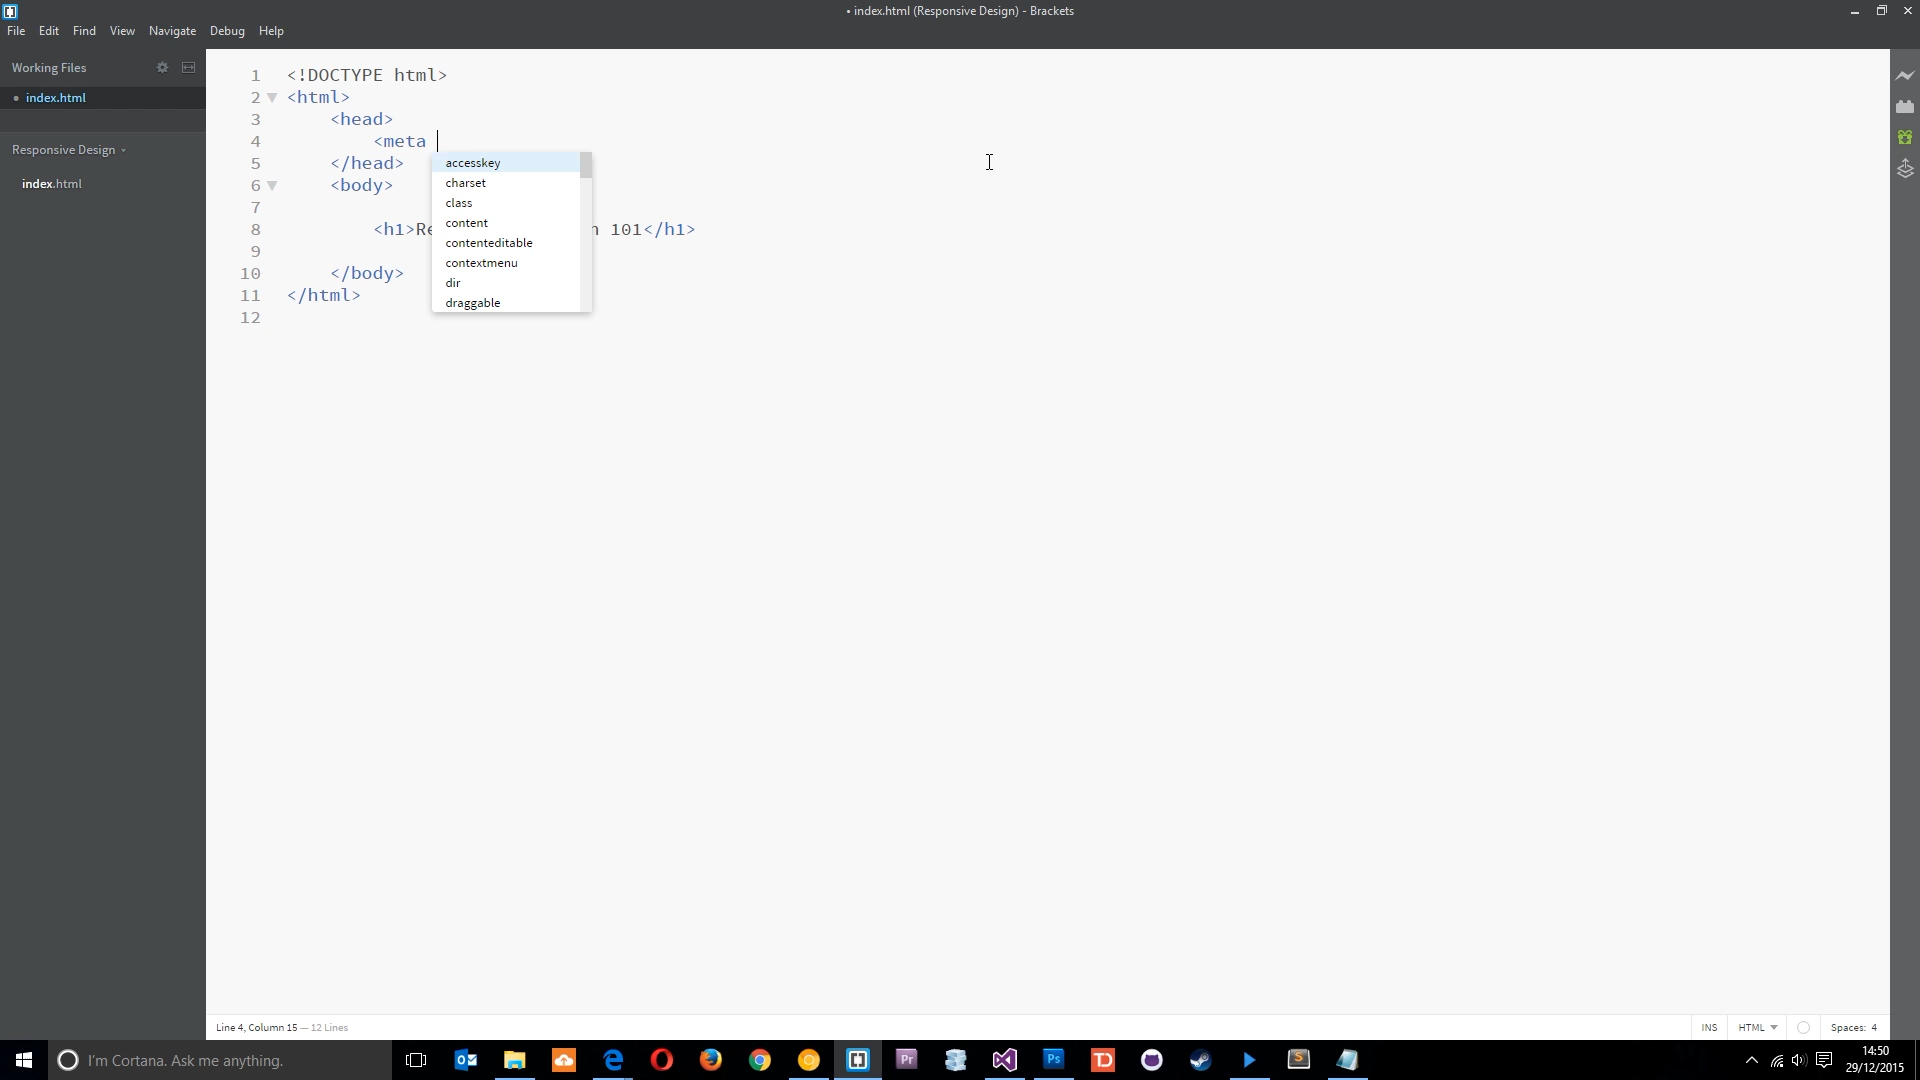 • index.html (Responsive Design) - Brackets
File Edit Find View Navigate Debug Help
Working Files
• index.html
Responsive Design
index.html
1 <!DOCTYPE html>
2 <html>
3 <head>
4 <meta
5 </head>
6 <body>
7
8 <h1>Re n 101</h1>
9
10 </body>
11 </html>
12
accesskey
charset
class
content
contenteditable
contextmenu
dir
draggable
Line 4, Column 15 — 12 Lines
INS HTML Spaces: 4
I'm Cortana. Ask me anything.
Pr
Ps
TD
S
14:50
29/12/2015